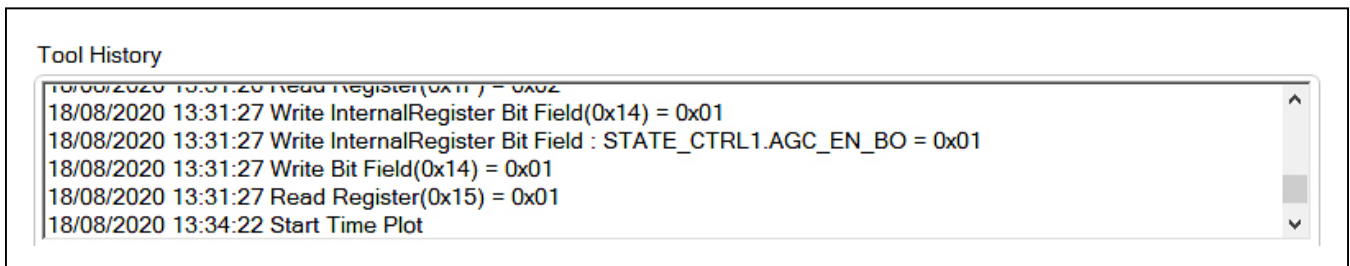 Tool History
18/08/2020 13:31:27 Write InternalRegister Bit Field(0x14) = 0x01
18/08/2020 13:31:27 Write InternalRegister Bit Field : STATE_CTRL1.AGC_EN_BO = 0x01
18/08/2020 13:31:27 Write Bit Field(0x14) = 0x01
18/08/2020 13:31:27 Read Register(0x15) = 0x01
18/08/2020 13:34:22 Start Time Plot